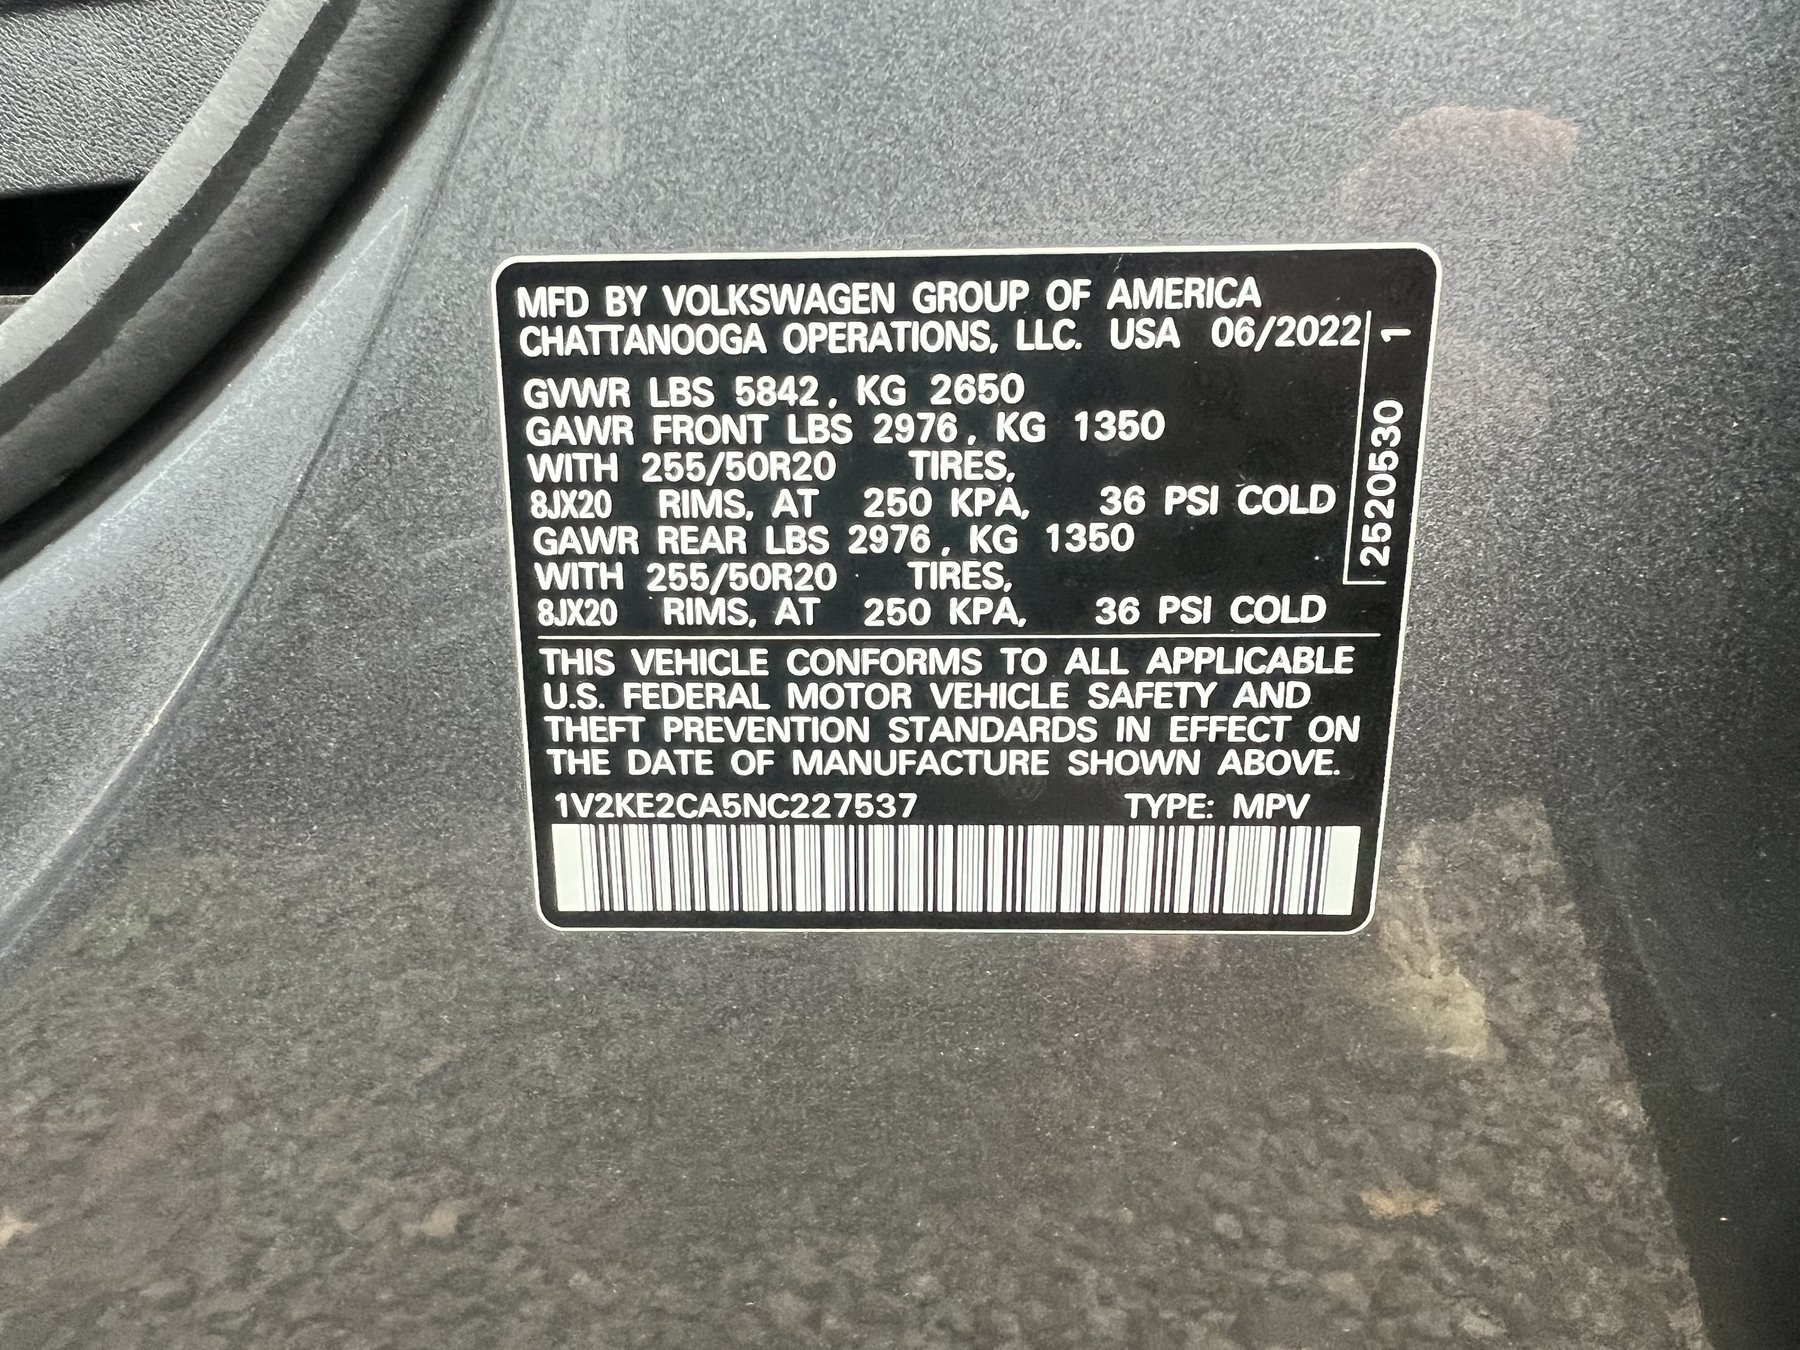 MFD BY VOLKSWAGEN GROUP OF AMERICA
CHATTANOOGA OPERATIONS, LLC. USA 06/2022
GVWR LBS 5842, KG 2650
GAWR FRONT LBS 2976, KG 1350
WITH 255/50R20 TIRES,
8JX20 RIMS, AT 250 KPA, 36 PSI COLD
GAWR REAR LBS 2976, KG 1350
WITH 255/50R20 TIRES,
8JX20 RIMS, AT 250 KPA, 36 PSI COLD
2520530 1
THIS VEHICLE CONFORMS TO ALL APPLICABLE
U.S. FEDERAL MOTOR VEHICLE SAFETY AND
THEFT PREVENTION STANDARDS IN EFFECT ON
THE DATE OF MANUFACTURE SHOWN ABOVE.
1V2KE2CA5NC227537 TYPE: MPV